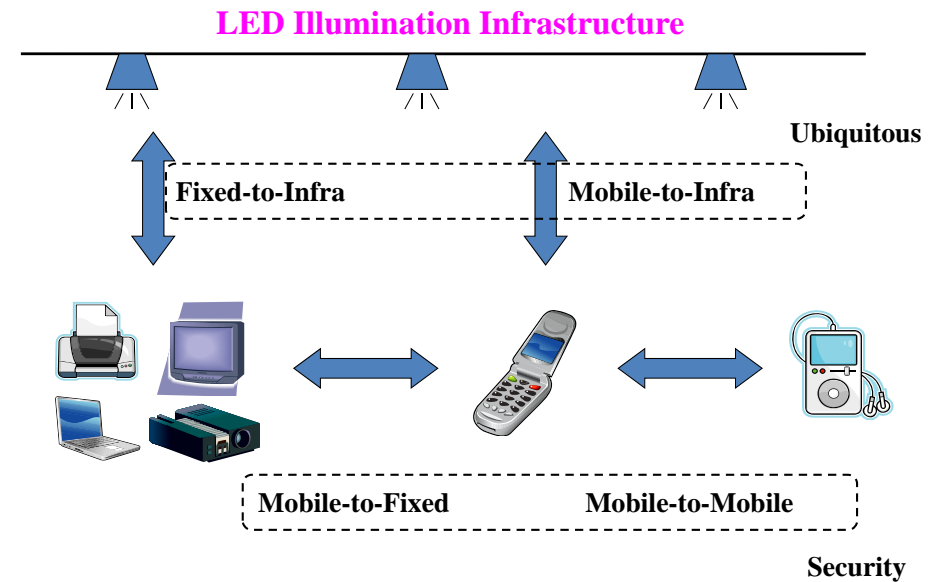 LED Illumination Infrastructure
Ubiquitous
Fixed-to-Infra
Mobile-to-Infra
Mobile-to-Fixed
Mobile-to-Mobile
Security